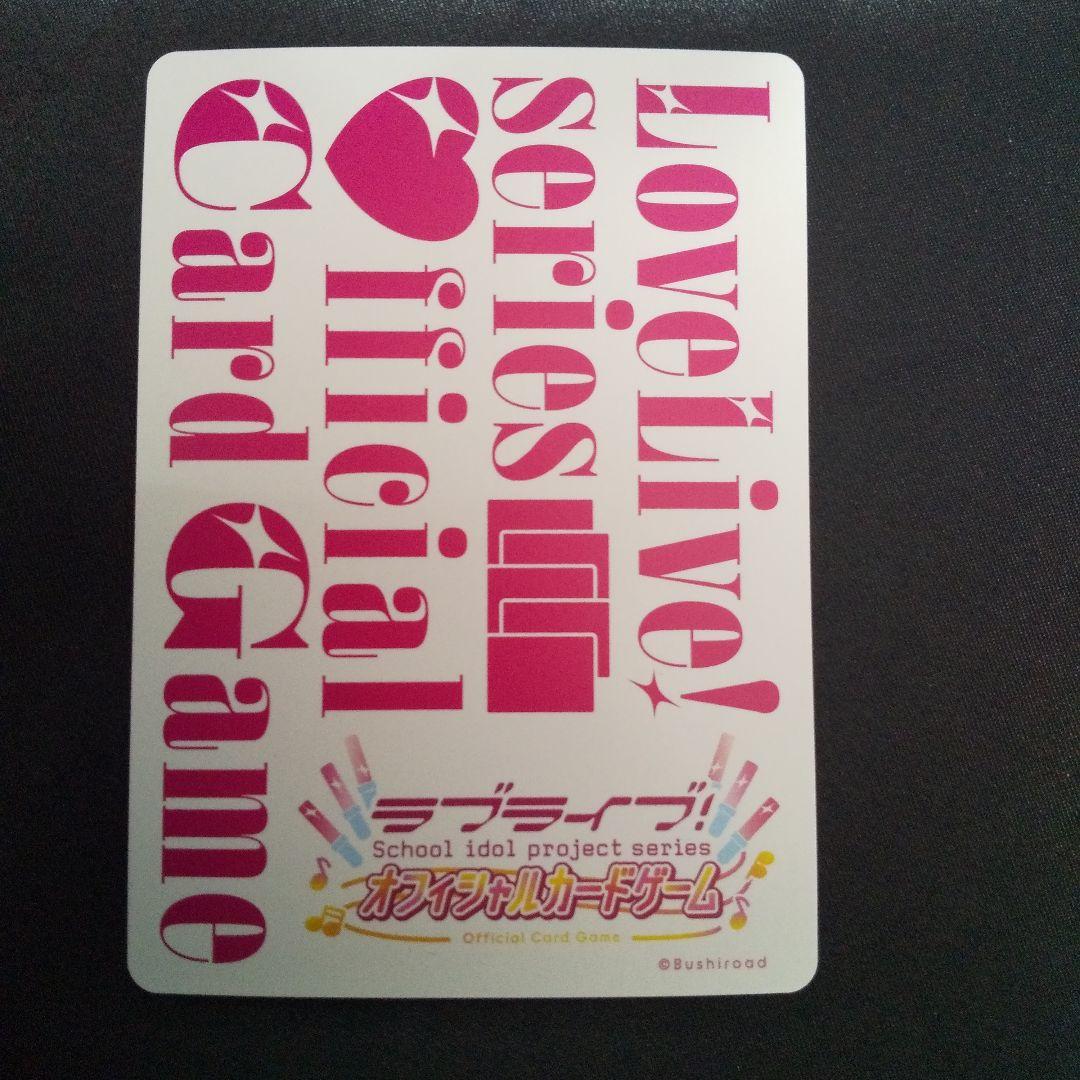 LoveLive!
series
♥fficial
Card Game
ラブライブ!
School idol project series
オフィシャルカードゲーム
Official Card Game
©Bushiroad